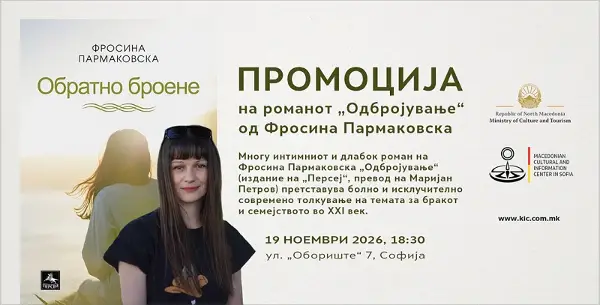 ФРОСИНА
ПАРМАКОВСКА
Обратно броене
ПЕРСЕЙ
ПРОМОЦИЈА
на романот „Одбројување“
од Фросина Пармаковска
Многу интимниот и длабок роман на
Фросина Пармаковска „Одбројување“
(издание на „Персеј“, превод на Маријан
Петров) претставува болно и исклучително
современо толкување на темата за бракот
и семејството во XXI век.
19 НОЕМВРИ 2026, 18:30
ул. „Обориште“ 7, Софија
Republic of North Macedonia
Ministry of Culture and Tourism
MACEDONIAN
CULTURAL AND
INFORMATION
CENTER IN SOFIA
www.kic.com.mk